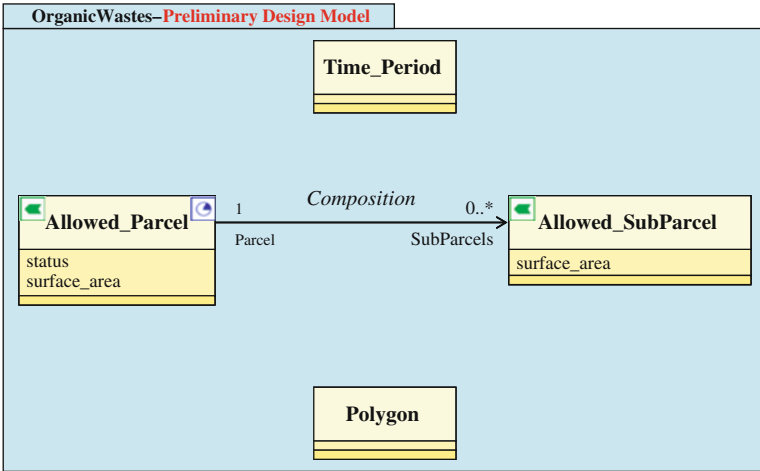 OrganicWastes–Preliminary Design Model
Time_Period
Composition
1
0..*
Allowed_Parcel
Allowed_SubParcel
Parcel
SubParcels
status
surface_area
surface_area
Polygon